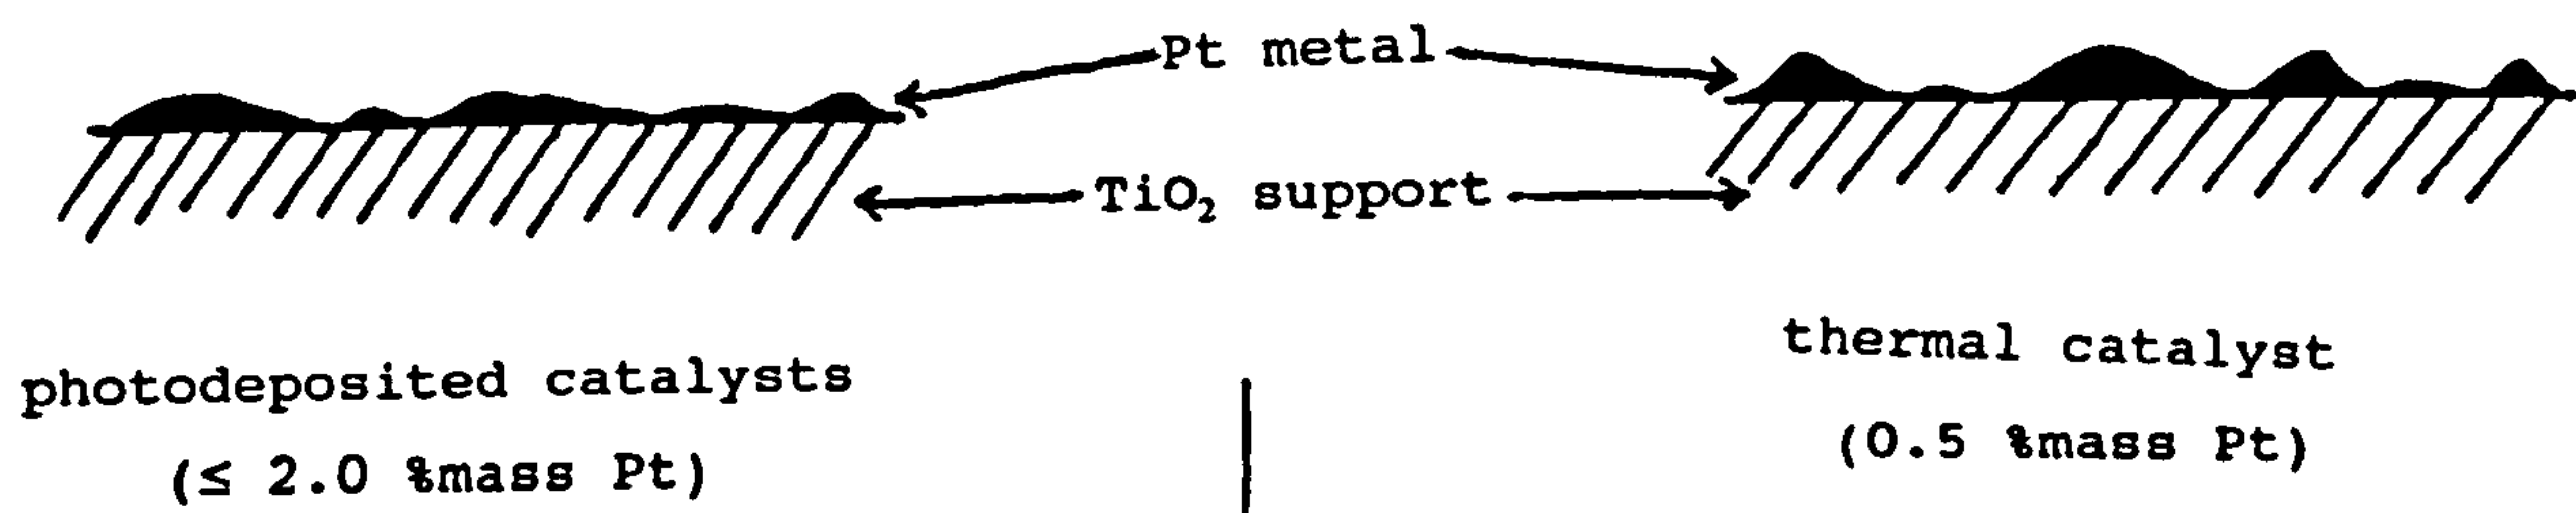 Pt metal
TiO₂ support
photodeposited catalysts
(≤ 2.0 %mass Pt)
thermal catalyst
(0.5 %mass Pt)